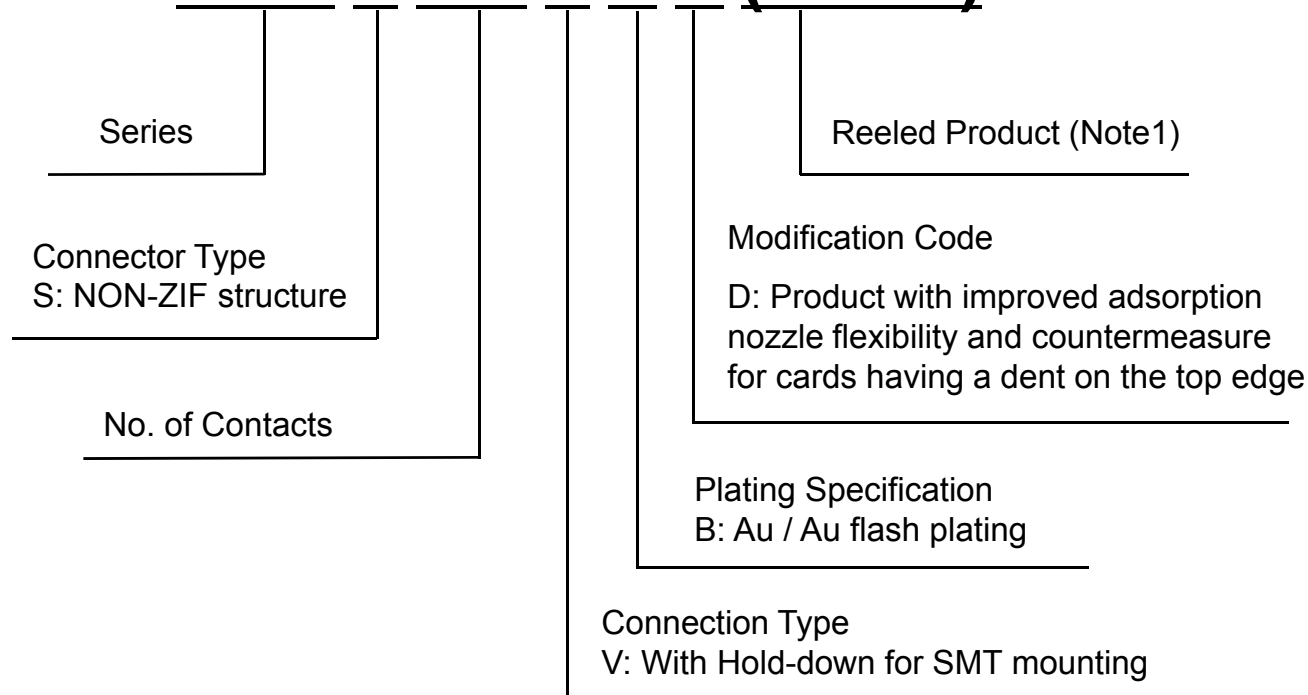 Series
Reeled Product (Note1)
Connector Type
S: NON-ZIF structure
Modification Code
D: Product with improved adsorption
nozzle flexibility and countermeasure
for cards having a dent on the top edge
No. of Contacts
Plating Specification
B: Au / Au flash plating
Connection Type
V: With Hold-down for SMT mounting